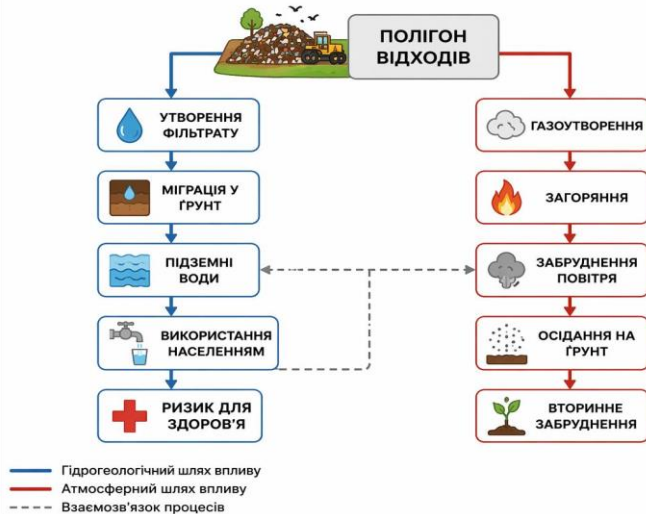 ПОЛІГОН
ВІДХОДІВ
УТВОРЕННЯ
ФІЛЬТРАТУ
МІГРАЦІЯ У
ҐРУНТ
ПІДЗЕМНІ
ВОДИ
ВИКОРИСТАННЯ
НАСЕЛЕННЯМ
РИЗИК ДЛЯ
ЗДОРОВ’Я
ГАЗОУТВОРЕННЯ
ЗАГОРЯННЯ
ЗАБРУДНЕННЯ
ПОВІТРЯ
ОСІДАННЯ НА
ҐРУНТ
ВТОРИННЕ
ЗАБРУДНЕННЯ
Гідрогеологічний шлях впливу
Атмосферний шлях впливу
Взаємозв’язок процесів